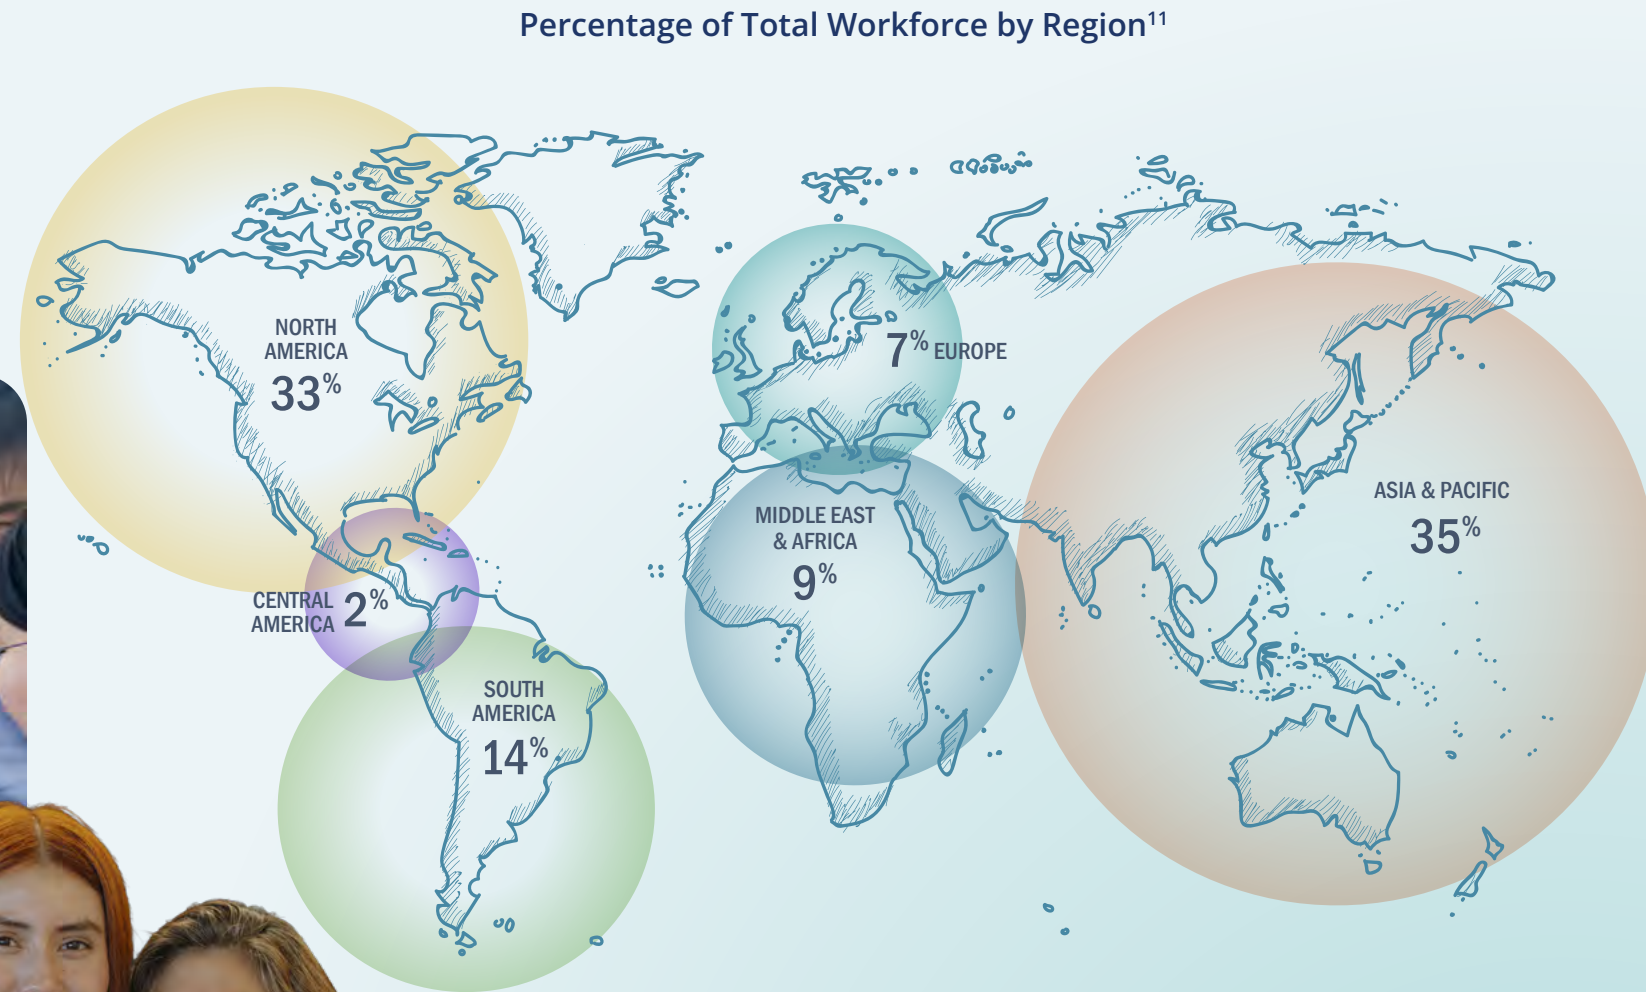 Percentage of Total Workforce by Region¹¹
NORTH
AMERICA
33%
7% EUROPE
ASIA & PACIFIC
35%
MIDDLE EAST
& AFRICA
9%
CENTRAL
AMERICA
2%
SOUTH
AMERICA
14%